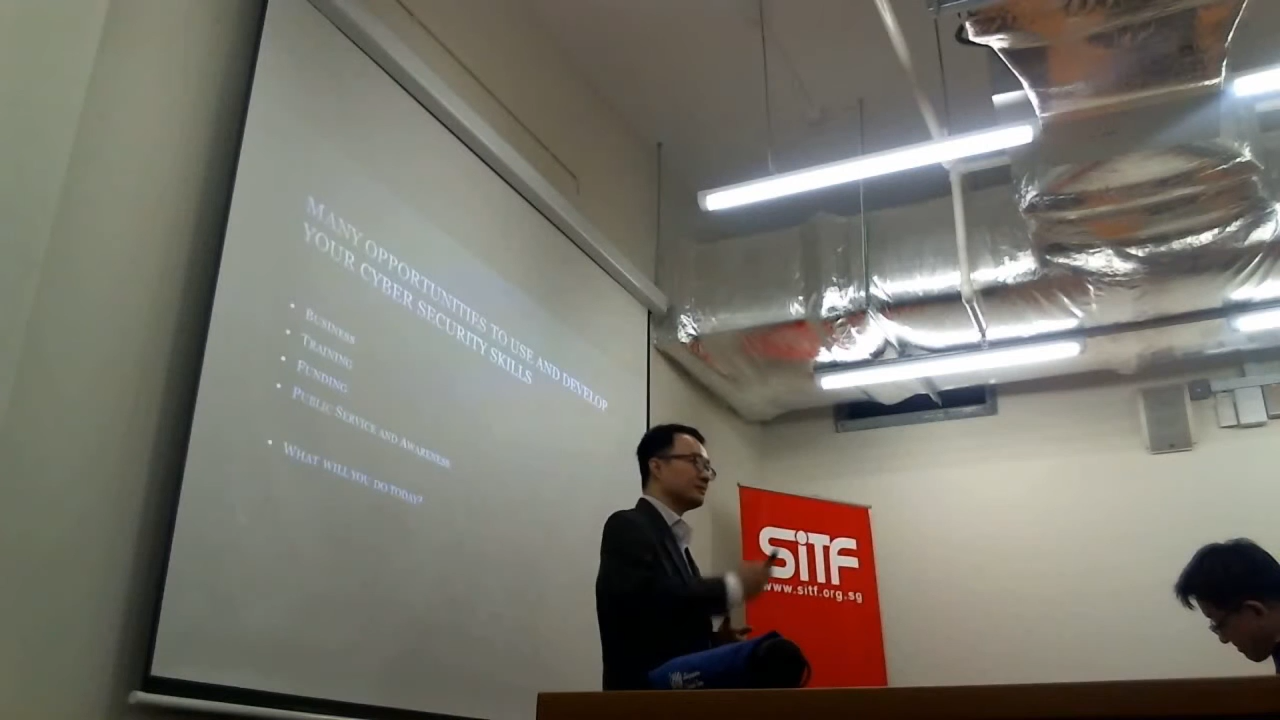 MANY OPPORTUNITIES TO USE AND DEVELOP
YOUR CYBER SECURITY SKILLS
• BUSINESS
• TRAINING
• FUNDING
• PUBLIC SERVICE AND AWARENESS
• WHAT WILL YOU DO TODAY?
SiTF
www.sitf.org.sg